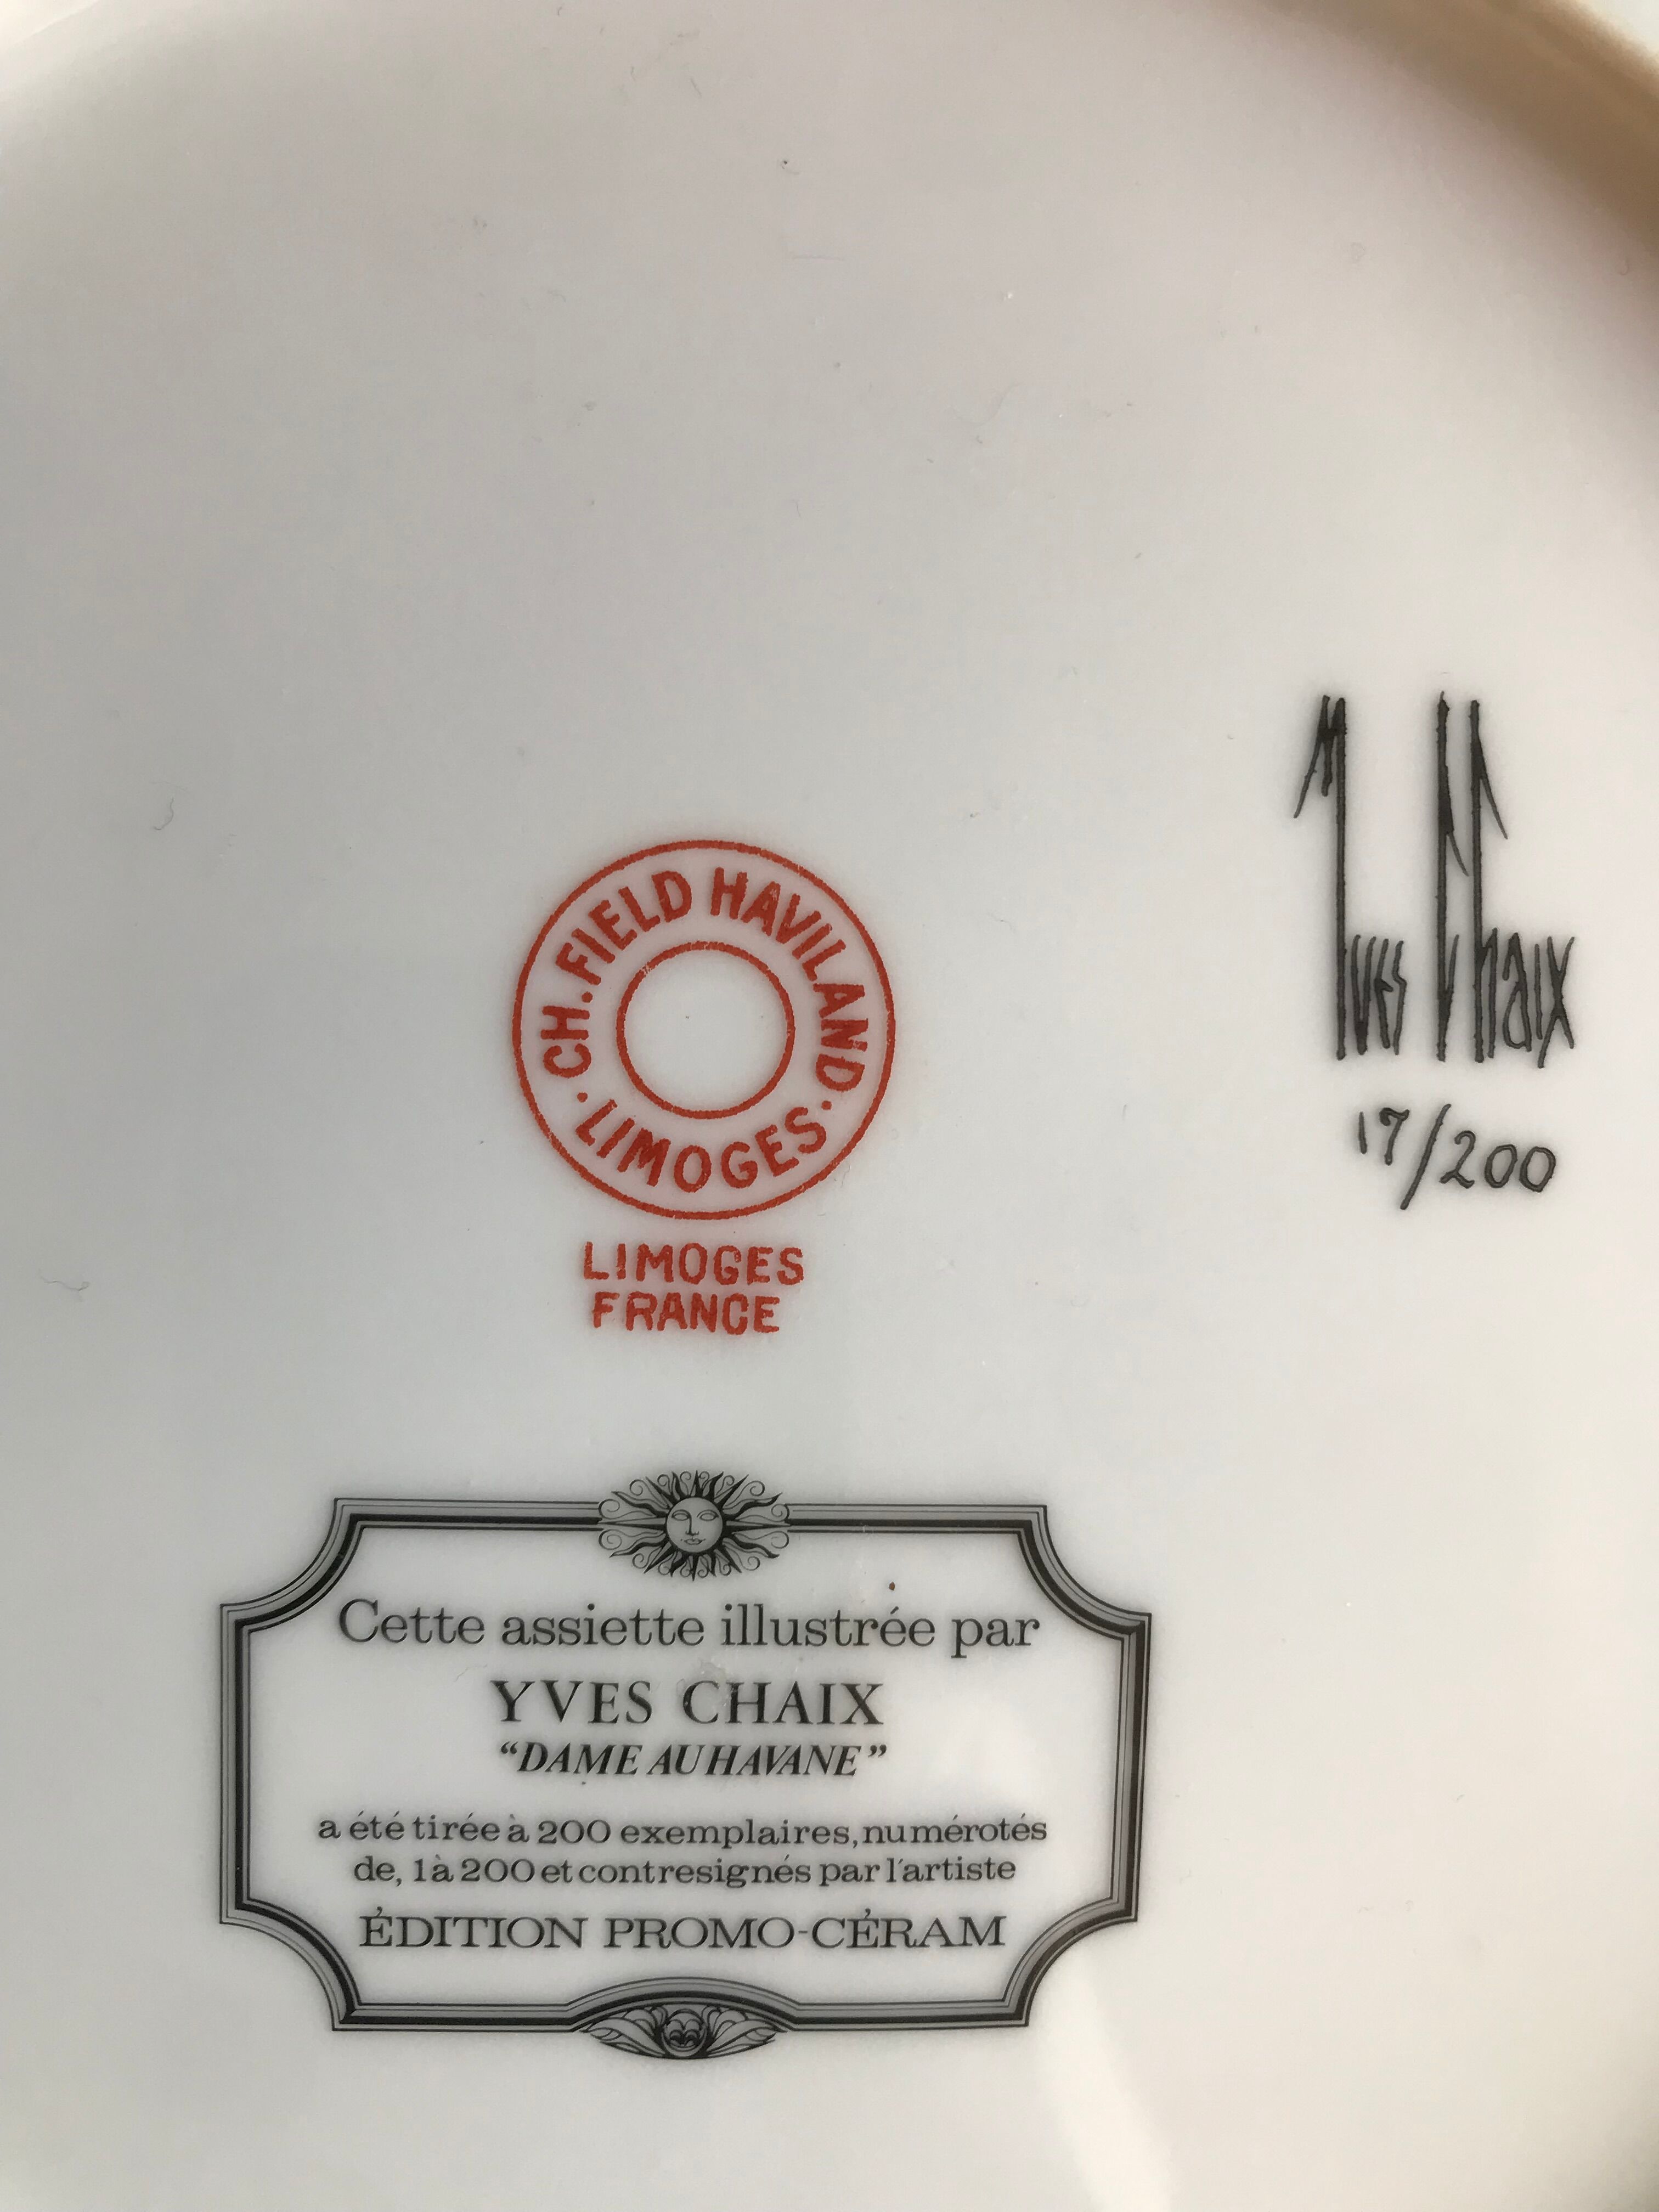 Yves Chaix
17/200
CH. FIELD HAVILAND
· LIMOGES ·
LIMOGES
FRANCE
Cette assiette illustrée par
YVES CHAIX
“DAME AU HAVANE”
a été tirée à 200 exemplaires, numérotés
de, 1 à 200 et contresignés par l'artiste
ÉDITION PROMO-CÉRAM